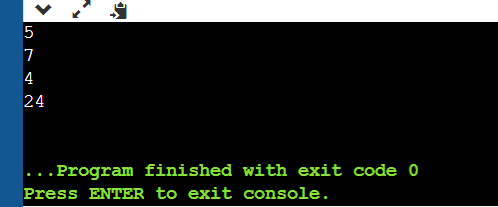 5
7
4
24
...Program finished with exit code 0
Press ENTER to exit console.